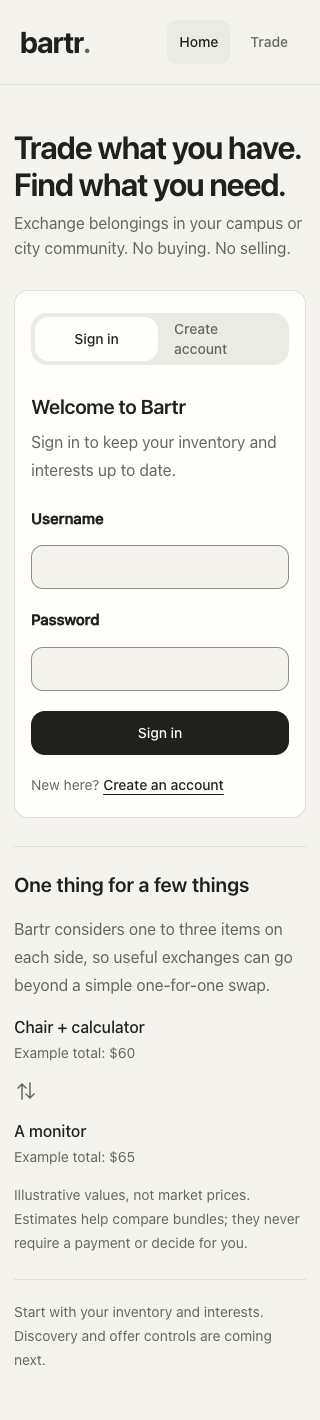 bartr.
Home
Trade
Trade what you have.
Find what you need.
Exchange belongings in your campus or
city community. No buying. No selling.
Sign in
Create
account
Welcome to Bartr
Sign in to keep your inventory and
interests up to date.
Username
Password
Sign in
New here? Create an account
One thing for a few things
Bartr considers one to three items on
each side, so useful exchanges can go
beyond a simple one-for-one swap.
Chair + calculator
Example total: $60
A monitor
Example total: $65
Illustrative values, not market prices.
Estimates help compare bundles; they never
require a payment or decide for you.
Start with your inventory and interests.
Discovery and offer controls are coming
next.